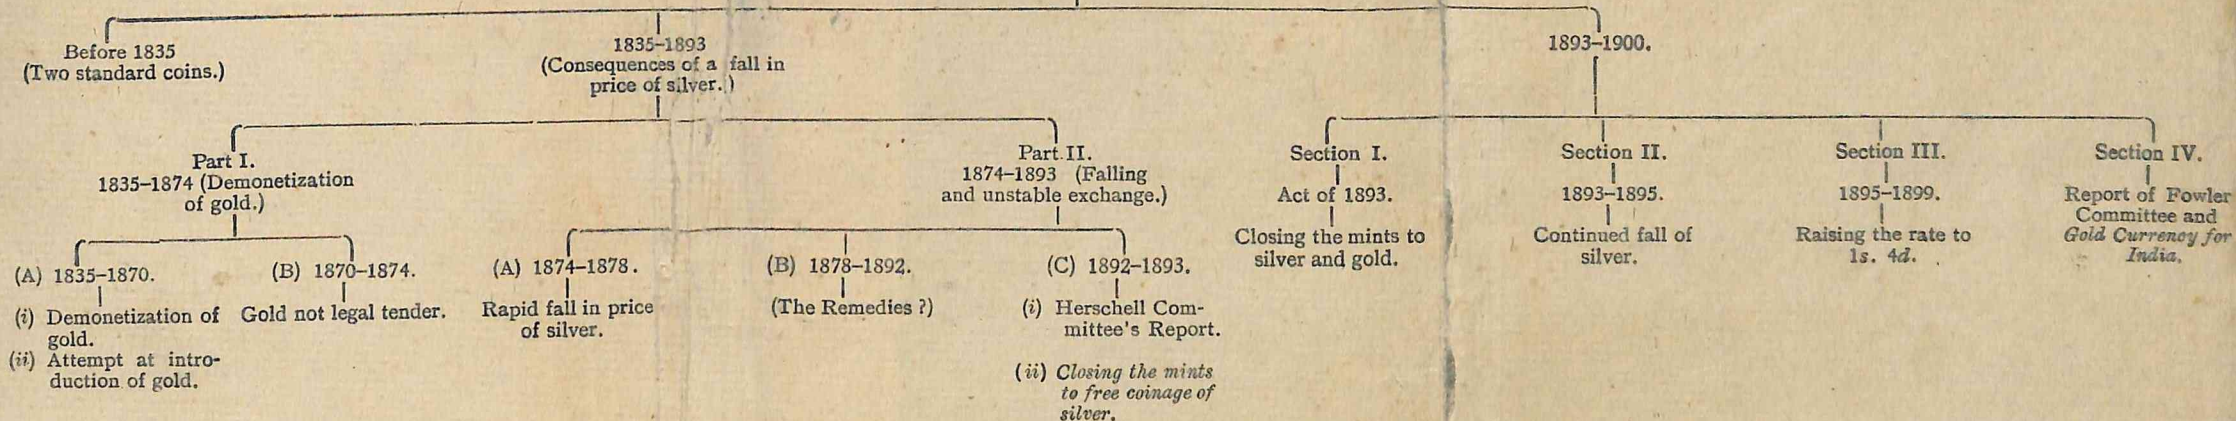 Before 1835
(Two standard coins.)
1835–1893
(Consequences of a fall in
price of silver.)
1893–1900.
Part I.
1835–1874 (Demonetization
of gold.)
Part II.
1874–1893 (Falling
and unstable exchange.)
Section I.
Act of 1893.
Closing the mints to
silver and gold.
Section II.
1893–1895.
Continued fall of
silver.
Section III.
1895–1899.
Raising the rate to
1s. 4d.
Section IV.
Report of Fowler
Committee and
Gold Currency for
India.
(A) 1835–1870.
(i) Demonetization of
gold.
(ii) Attempt at intro-
duction of gold.
(B) 1870–1874.
Gold not legal tender.
(A) 1874–1878.
Rapid fall in price
of silver.
(B) 1878–1892.
(The Remedies ?)
(C) 1892–1893.
(i) Herschell Com-
mittee's Report.
(ii) Closing the mints
to free coinage of
silver.